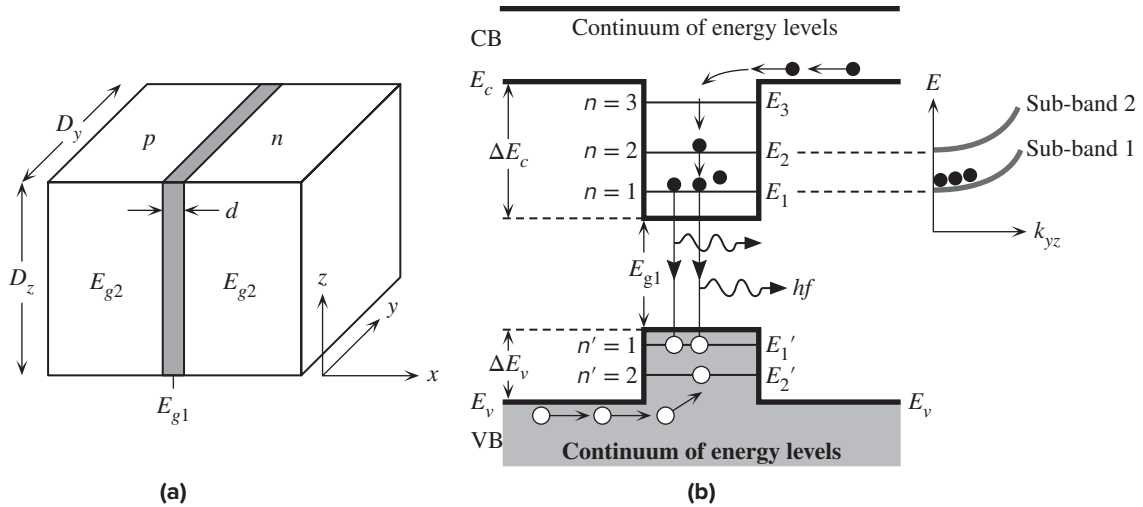 D_y
p
n
d
D_z
E_g2
E_g2
z
y
x
E_g1
(a)
CB
Continuum of energy levels
E_c
n = 3
E_3
ΔE_c
n = 2
E_2
n = 1
E_1
E
Sub-band 2
Sub-band 1
k_yz
E_g1
hf
ΔE_v
n′ = 1
E_1′
n′ = 2
E_2′
E_v
E_v
VB
Continuum of energy levels
(b)